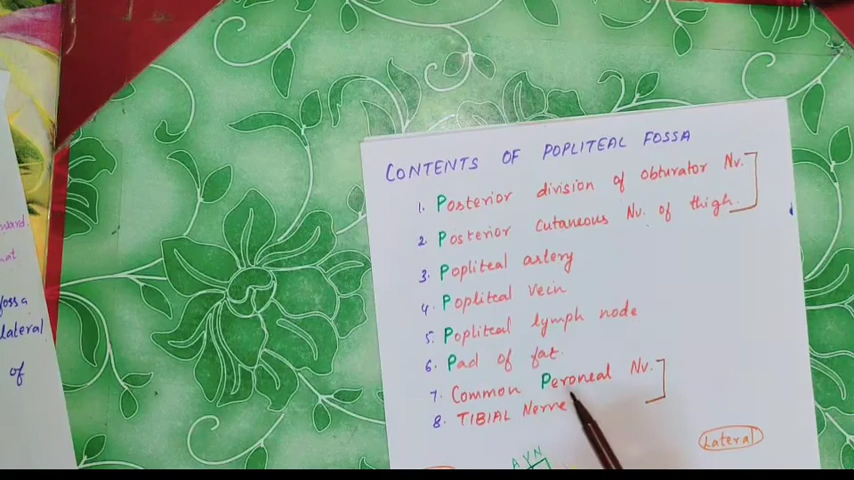 CONTENTS OF POPLITEAL FOSSA
1. Posterior division of obturator Nv.
2. Posterior cutaneous Nv. of thigh.
3. Popliteal artery
4. Popliteal vein
5. Popliteal lymph node
6. Pad of fat.
7. Common Peroneal Nv.
8. TIBIAL Nerve
Lateral
A V N
ward
hat
fossa
lateral
of